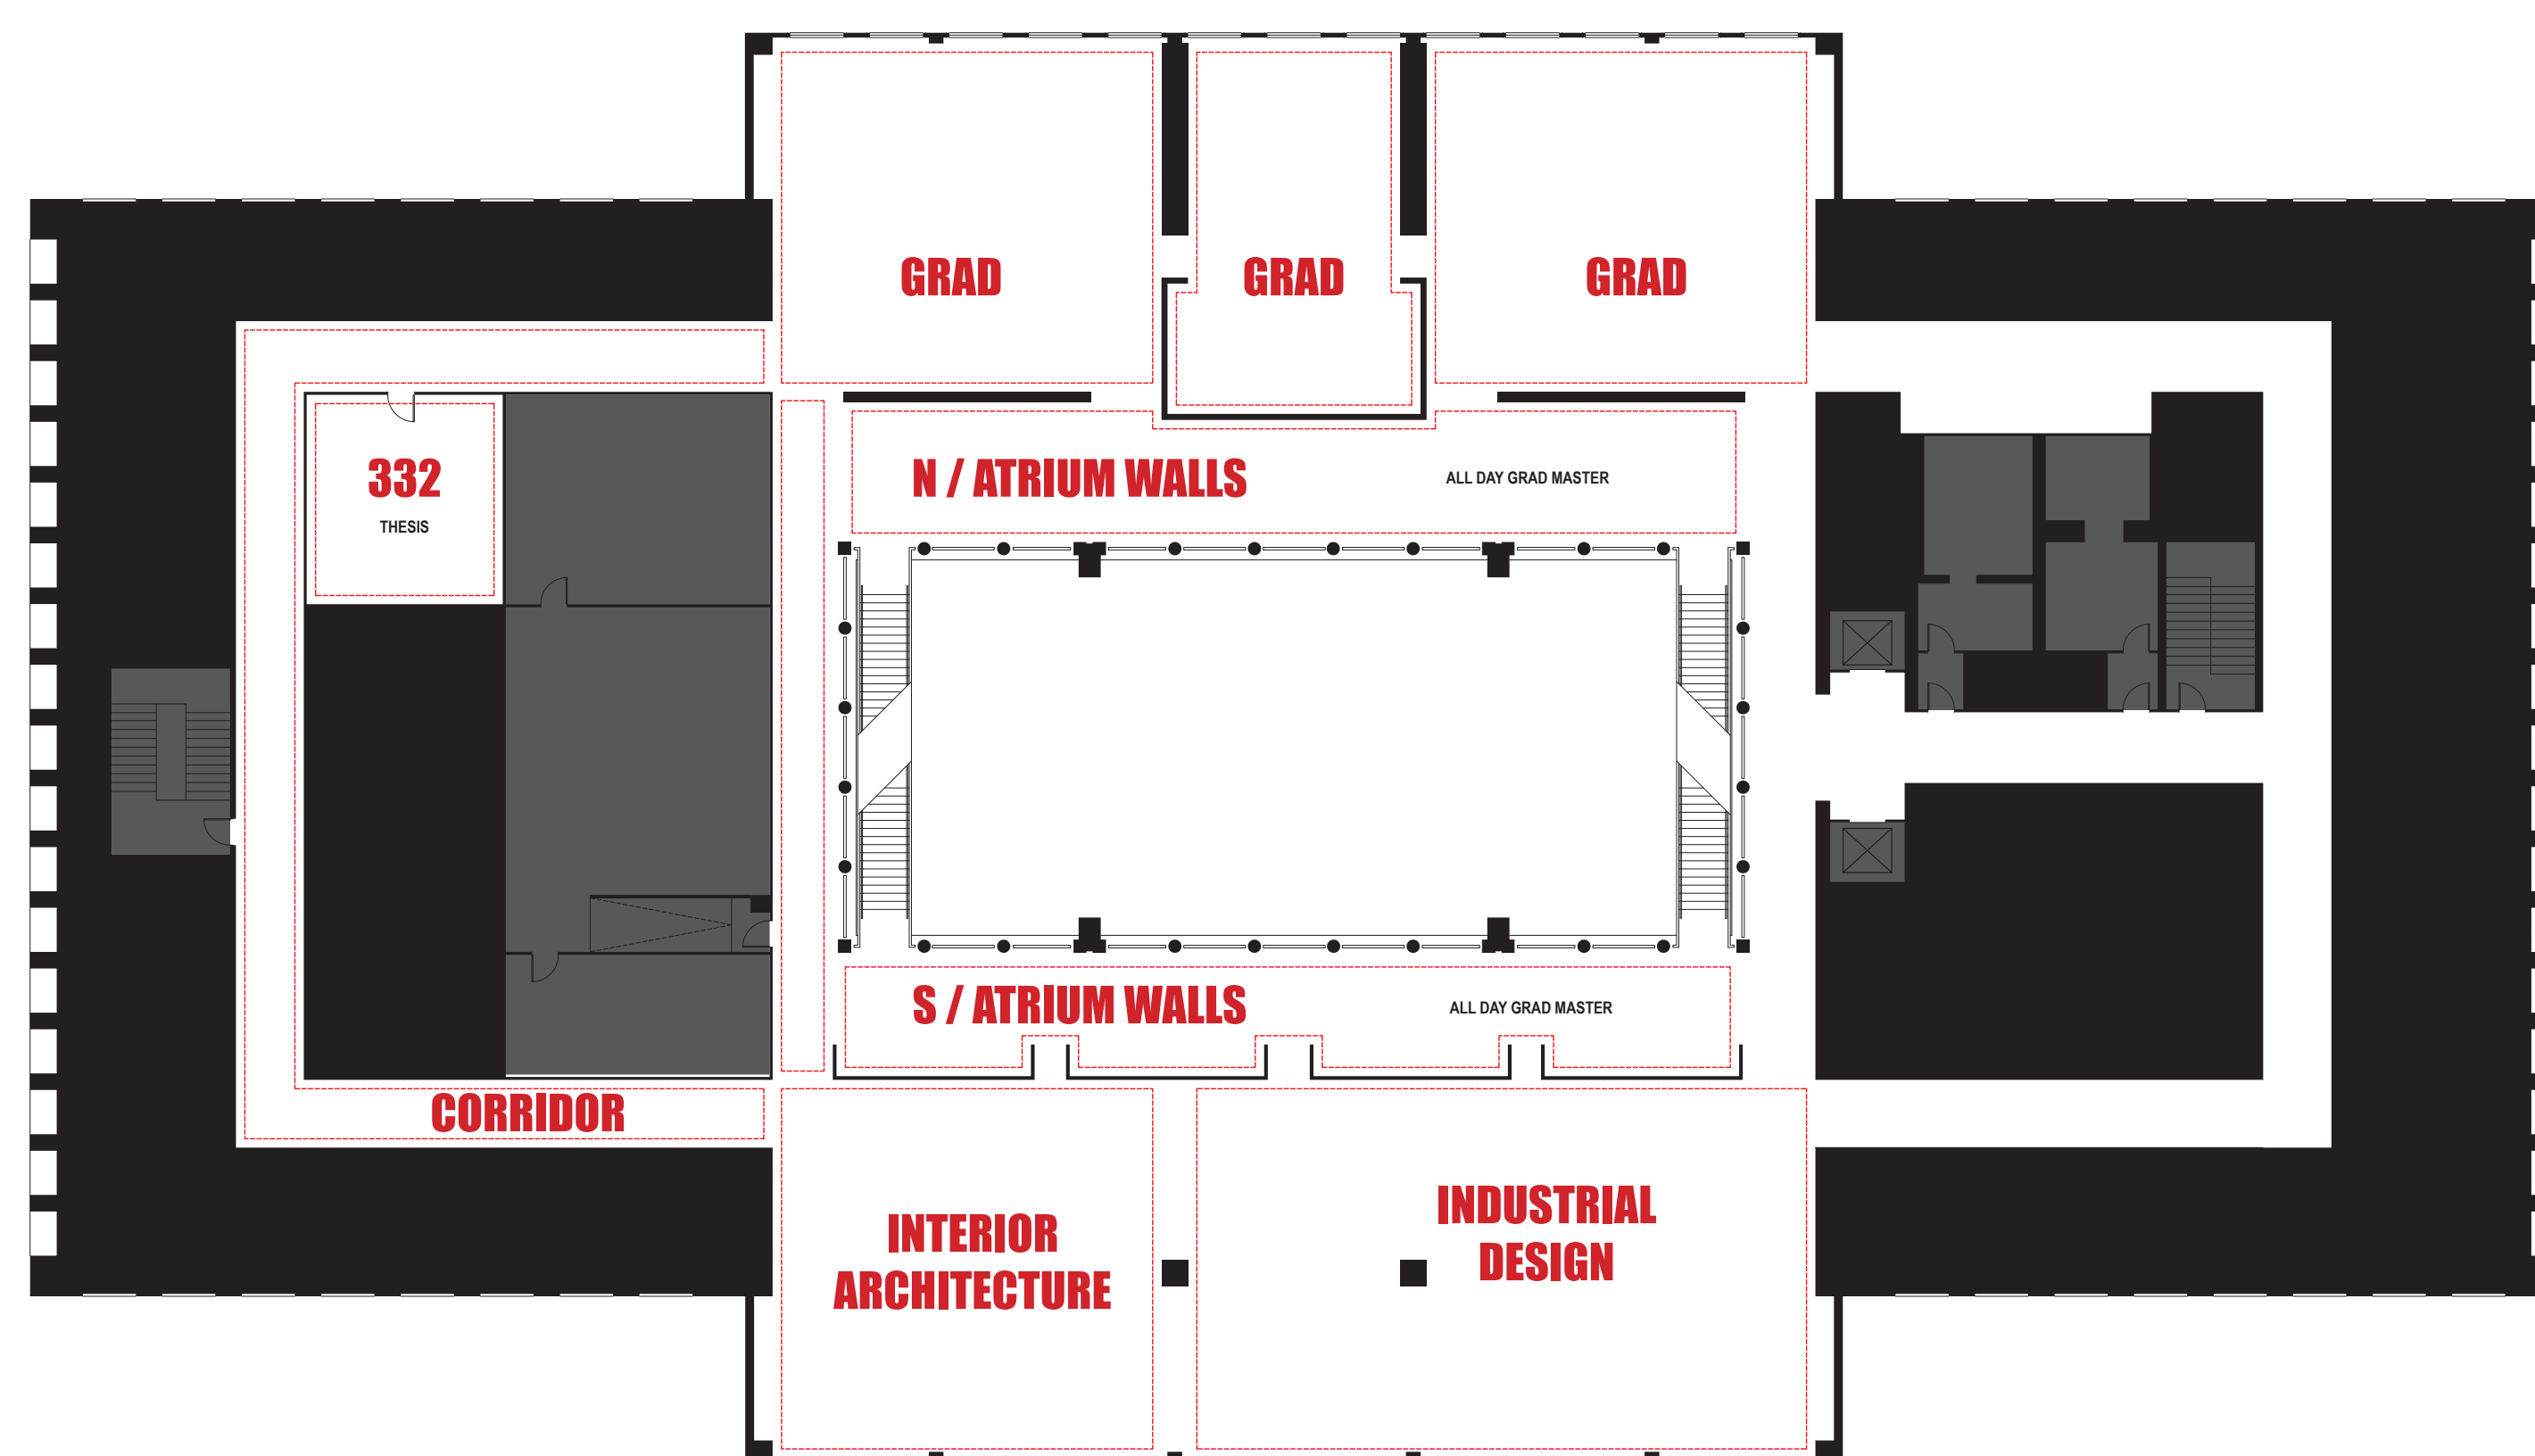 GRAD
GRAD
GRAD
332
THESIS
N / ATRIUM WALLS
ALL DAY GRAD MASTER
S / ATRIUM WALLS
ALL DAY GRAD MASTER
CORRIDOR
INTERIOR
ARCHITECTURE
INDUSTRIAL
DESIGN